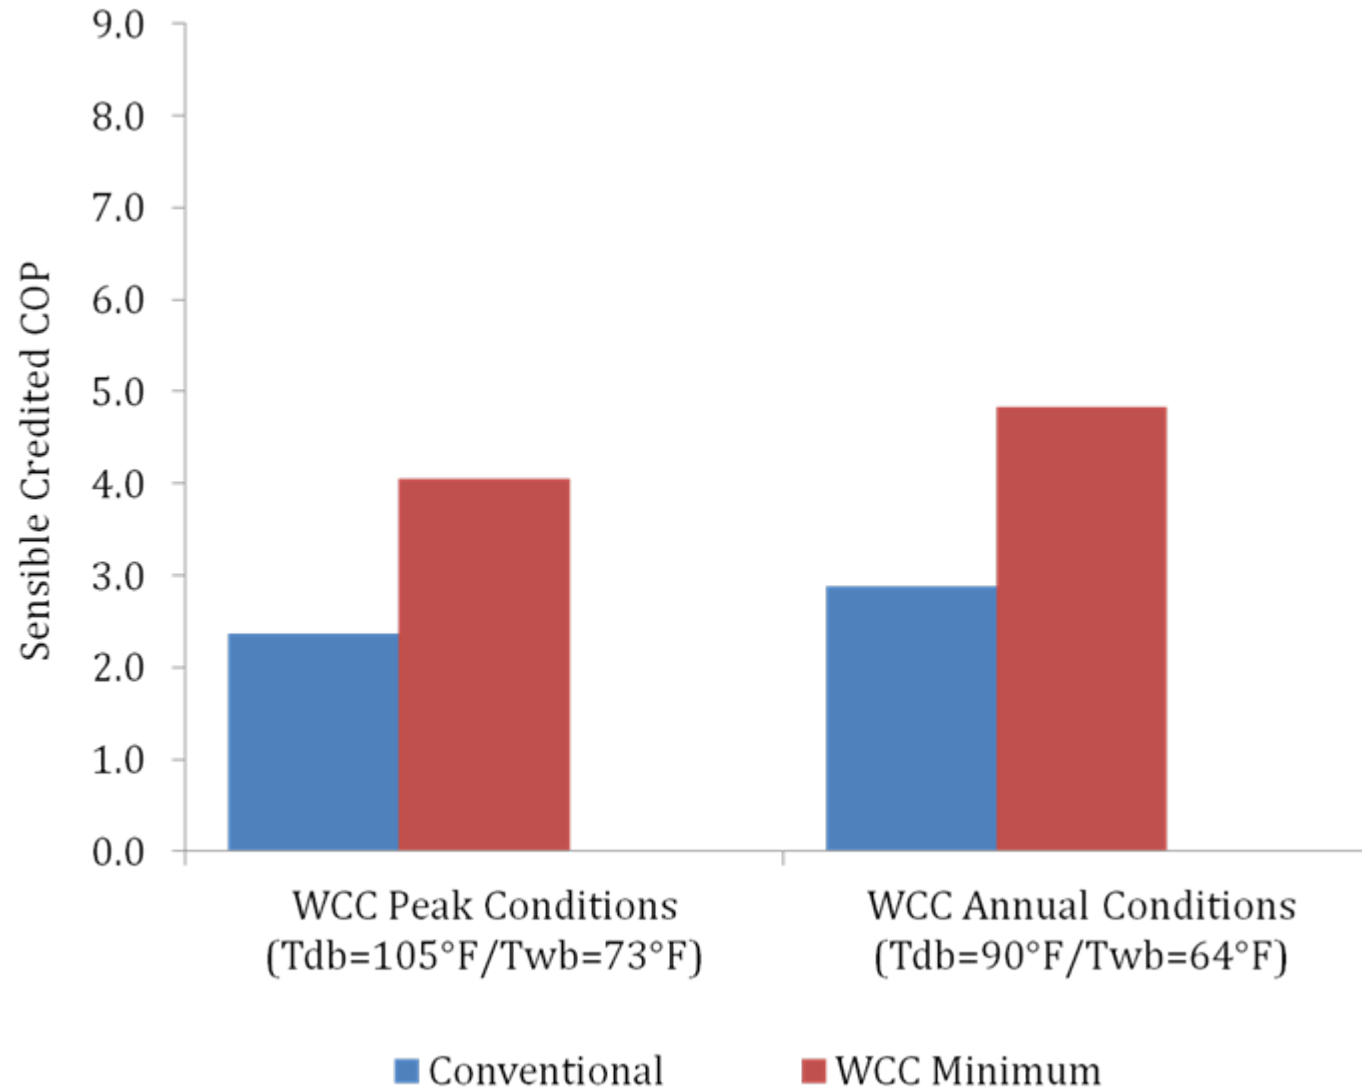 9.0
8.0
7.0
6.0
5.0
4.0
3.0
2.0
1.0
0.0
Sensible Credited COP
WCC Peak Conditions
(Tdb=105°F/Twb=73°F)
WCC Annual Conditions
(Tdb=90°F/Twb=64°F)
Conventional
WCC Minimum